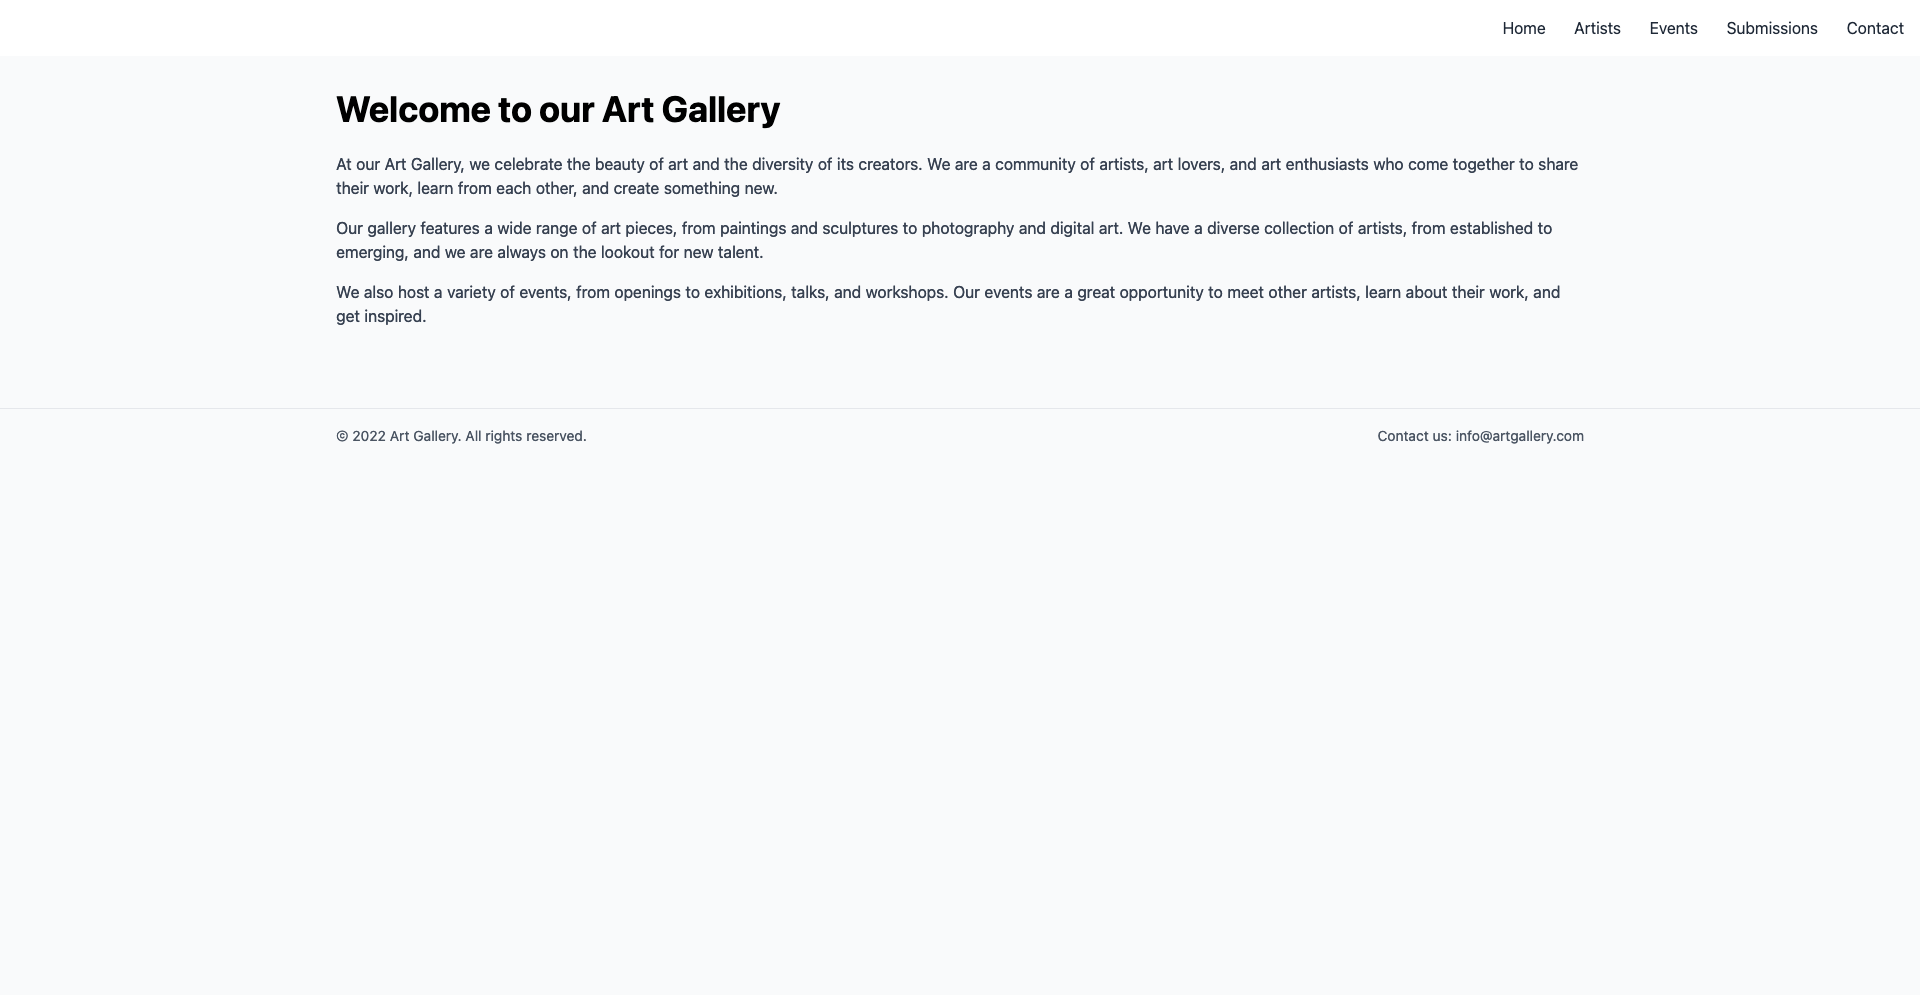 Home Artists Events Submissions Contact
Welcome to our Art Gallery
At our Art Gallery, we celebrate the beauty of art and the diversity of its creators. We are a community of artists, art lovers, and art enthusiasts who come together to share
their work, learn from each other, and create something new.
Our gallery features a wide range of art pieces, from paintings and sculptures to photography and digital art. We have a diverse collection of artists, from established to
emerging, and we are always on the lookout for new talent.
We also host a variety of events, from openings to exhibitions, talks, and workshops. Our events are a great opportunity to meet other artists, learn about their work, and
get inspired.
© 2022 Art Gallery. All rights reserved. Contact us: info@artgallery.com